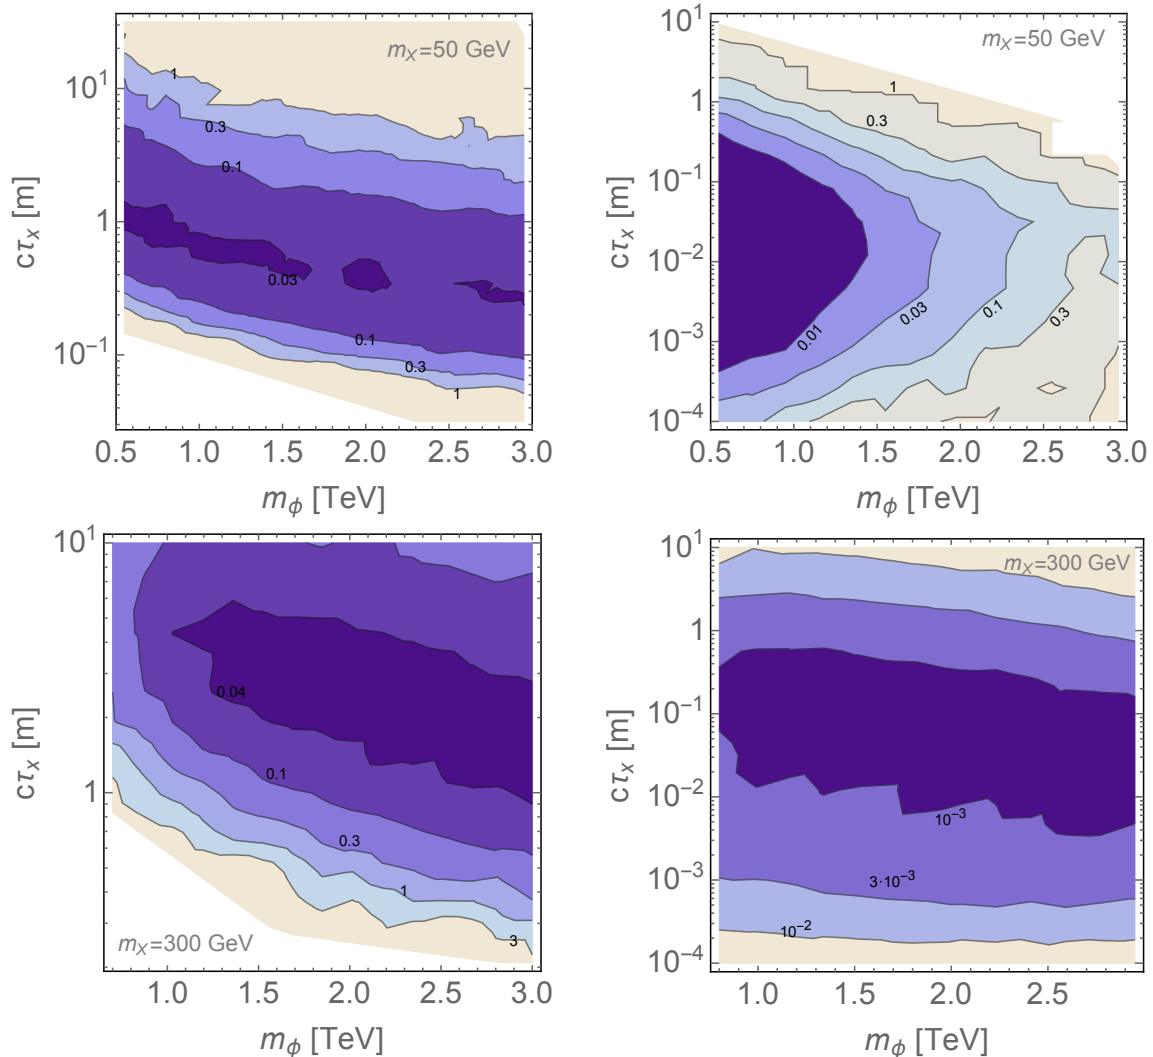 m_X=50 GeV
1
0.3
0.1
0.03
0.1
0.3
1
10^1
1
10^-1
cτ_x [m]
0.5 1.0 1.5 2.0 2.5 3.0
m_ϕ [TeV]
m_X=50 GeV
1
0.3
0.01
0.03
0.1
0.3
10^1
1
10^-1
10^-2
10^-3
10^-4
cτ_x [m]
0.5 1.0 1.5 2.0 2.5 3.0
m_ϕ [TeV]
10^1
1
cτ_x [m]
0.04
0.1
0.3
1
3
m_X=300 GeV
1.0 1.5 2.0 2.5 3.0
m_ϕ [TeV]
m_X=300 GeV
10^1
1
10^-1
10^-2
10^-3
10^-4
cτ_x [m]
10^-3
3·10^-3
10^-2
1.0 1.5 2.0 2.5
m_ϕ [TeV]